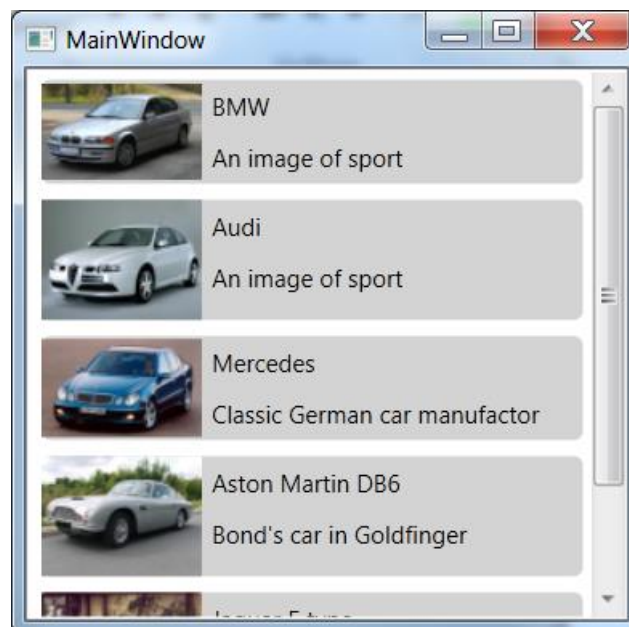 MainWindow
BMW
An image of sport
Audi
An image of sport
Mercedes
Classic German car manufactor
Aston Martin DB6
Bond's car in Goldfinger